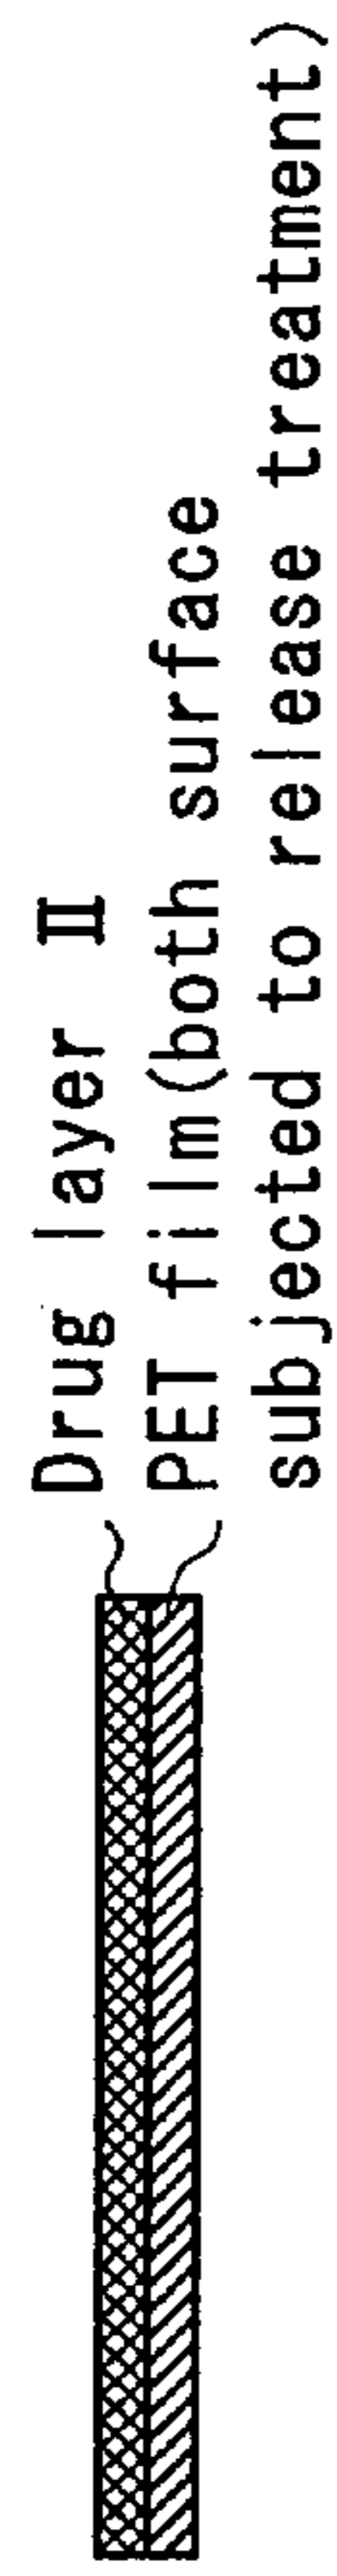 Drug layer II
PET film(both surface
subjected to release treatment)